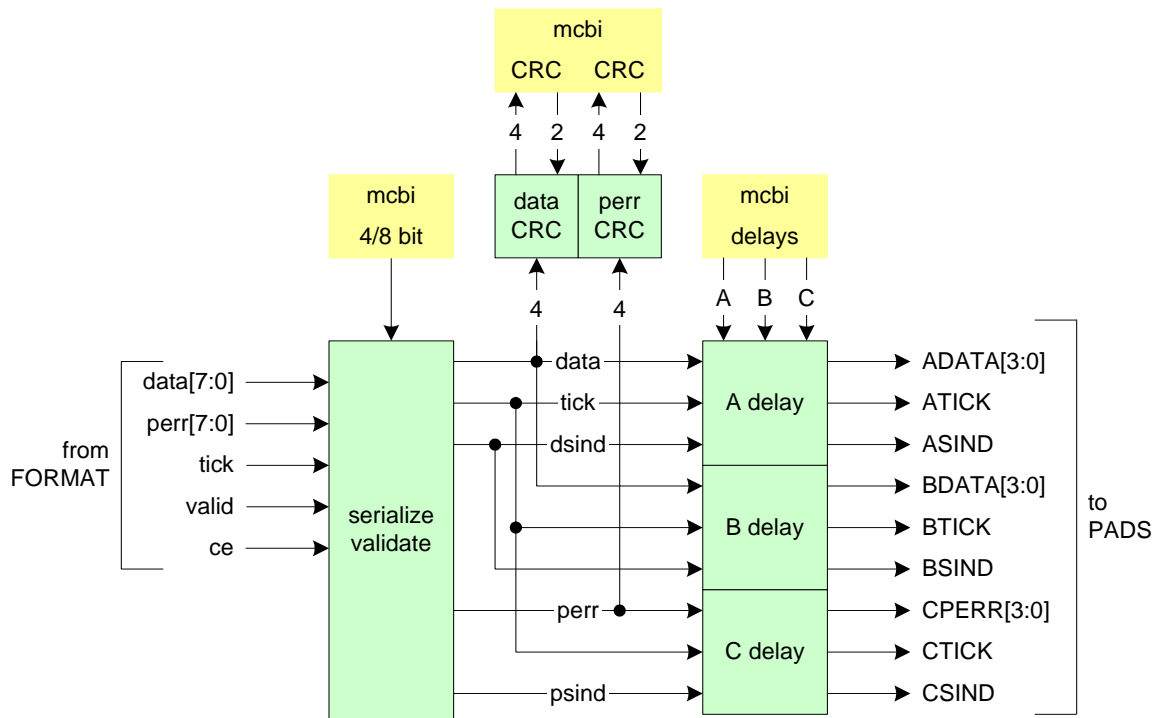 mcbi
CRC CRC
4 2 4 2
mcbi
4/8 bit
data
CRC
perr
CRC
mcbi
delays
A B C
4 4
from
FORMAT
data[7:0]
perr[7:0]
tick
valid
ce
serialize
validate
data
tick
dsind
perr
psind
A delay
B delay
C delay
ADATA[3:0]
ATICK
ASIND
BDATA[3:0]
BTICK
BSIND
CPERR[3:0]
CTICK
CSIND
to
PADS